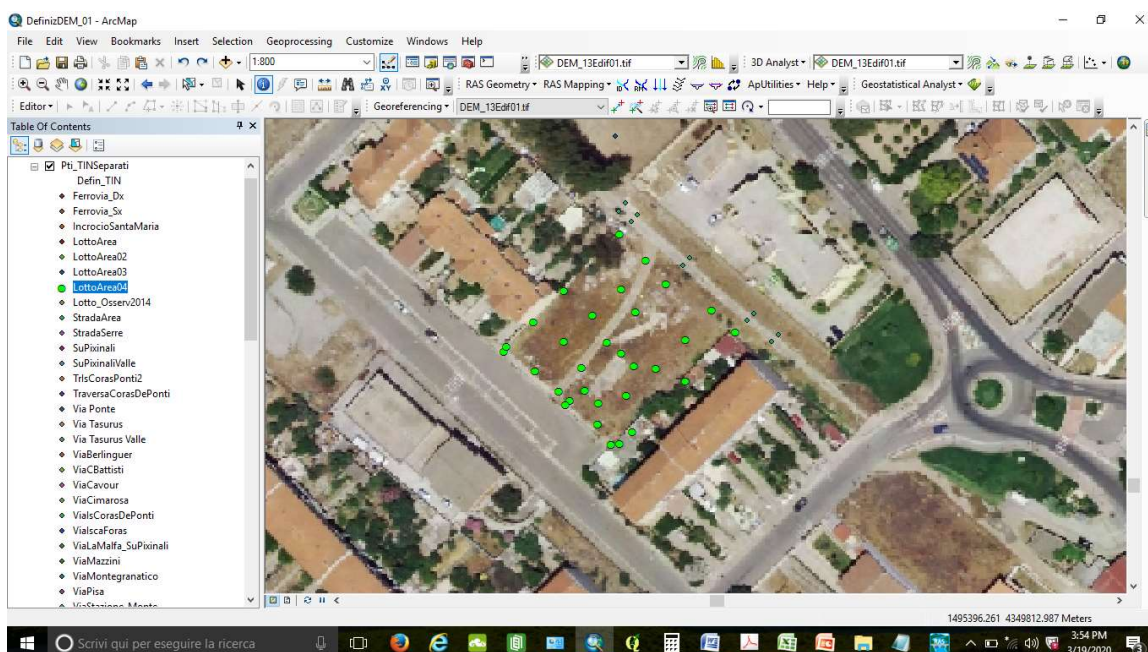 DefinizDEM_01 - ArcMap
File Edit View Bookmarks Insert Selection Geoprocessing Customize Windows Help
1:800 DEM_13Edif01.tif 3D Analyst DEM_13Edif01.tif
RAS Geometry RAS Mapping ApUtilities Help Geostatistical Analyst
Editor Georeferencing DEM_13Edif01.tif
Table Of Contents
Pti_TINSeparati
Defin_TIN
Ferrovia_Dx
Ferrovia_Sx
IncrocioSantaMaria
LottoArea
LottoArea02
LottoArea03
LottoArea04
Lotto_Osserv2014
StradaArea
StradaSerre
SuPixinali
SuPixinaliValle
TrIsCorasPonti2
TraversaCorasDePonti
Via Ponte
Via Tasurus
Via Tasurus Valle
ViaBerlinguer
ViaCBattisti
ViaCavour
ViaCimarosa
ViaIsCorasDePonti
ViaIscaForas
ViaLaMalfa_SuPixinali
ViaMazzini
ViaMontegranatico
ViaPisa
ViaStazione_Monte
1495396.261 4349812.987 Meters
Scrivi qui per eseguire la ricerca
3:54 PM
3/19/2020